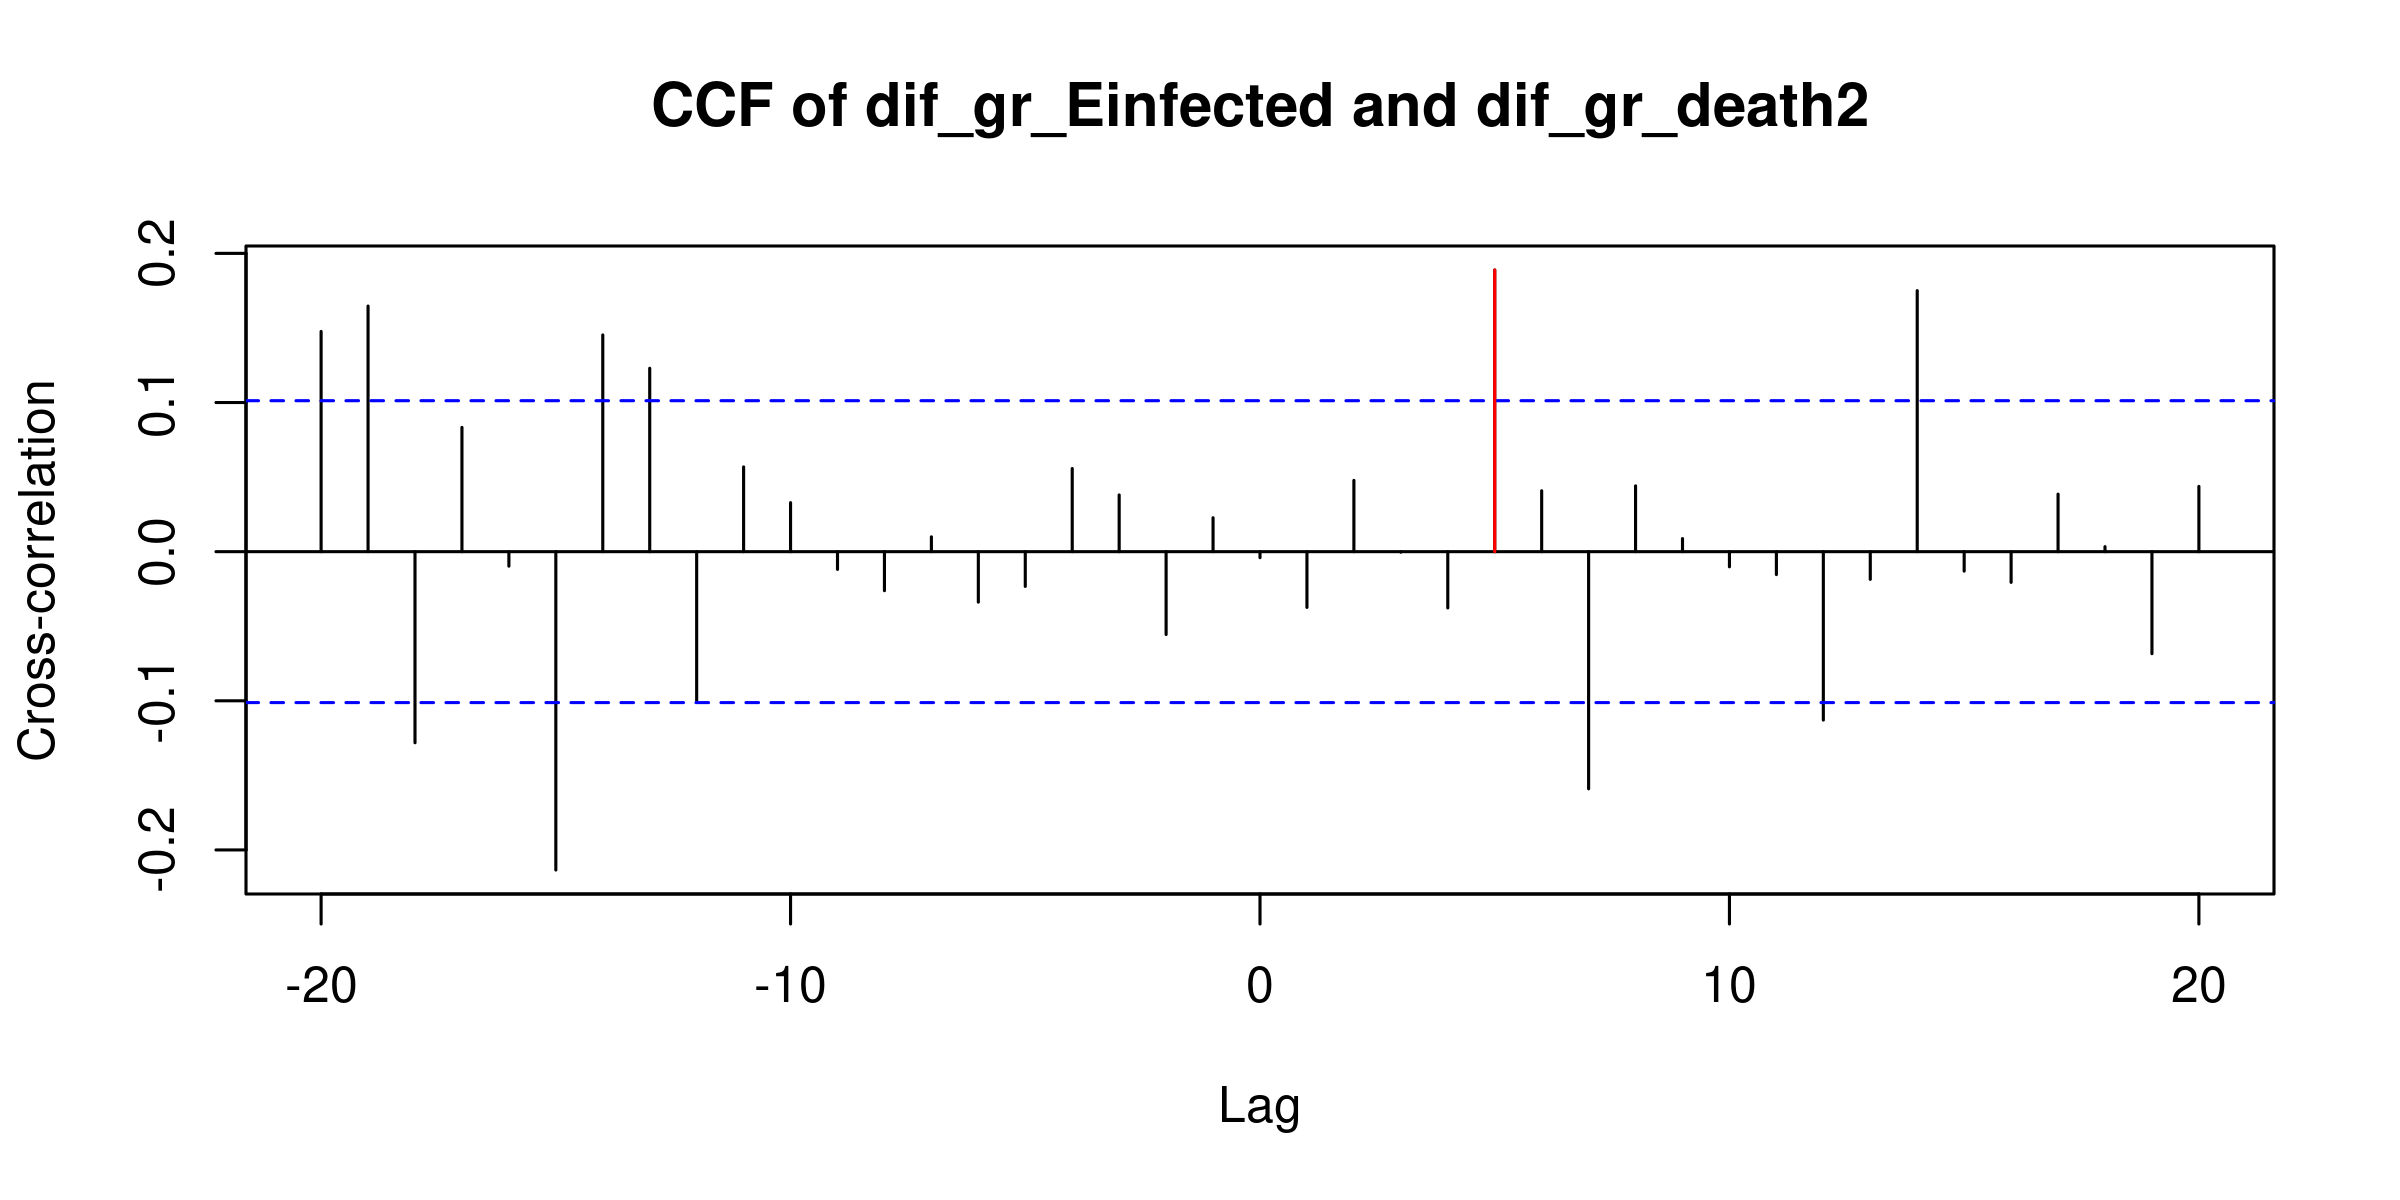 CCF of dif_gr_Einfected and dif_gr_death2
Cross-correlation
0.2
0.1
0.0
-0.1
-0.2
-20 -10 0 10 20
Lag